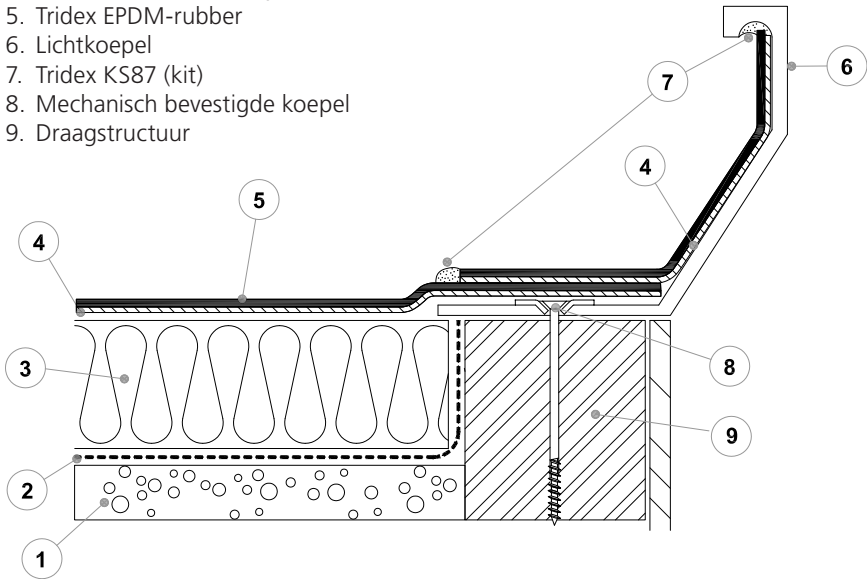 5. Tridex EPDM-rubber
6. Lichtkoepel
7. Tridex KS87 (kit)
8. Mechanisch bevestigde koepel
9. Draagstructuur
6
7
4
5
4
3
8
9
2
1